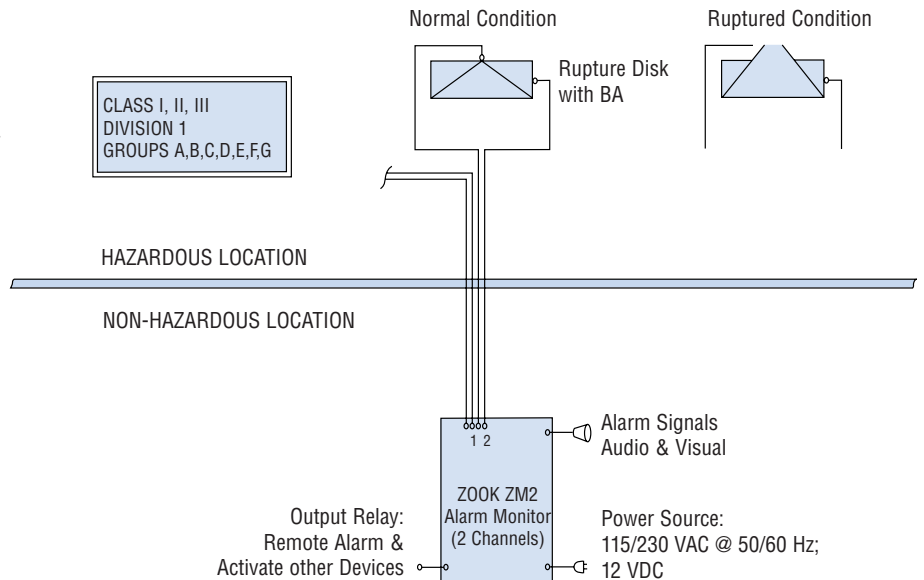 Normal Condition
Ruptured Condition
Rupture Disk
with BA
CLASS I, II, III
DIVISION 1
GROUPS A,B,C,D,E,F,G
HAZARDOUS LOCATION
NON-HAZARDOUS LOCATION
1 2
Alarm Signals
Audio & Visual
ZOOK ZM2
Alarm Monitor
(2 Channels)
Output Relay:
Remote Alarm &
Activate other Devices
Power Source:
115/230 VAC @ 50/60 Hz;
12 VDC